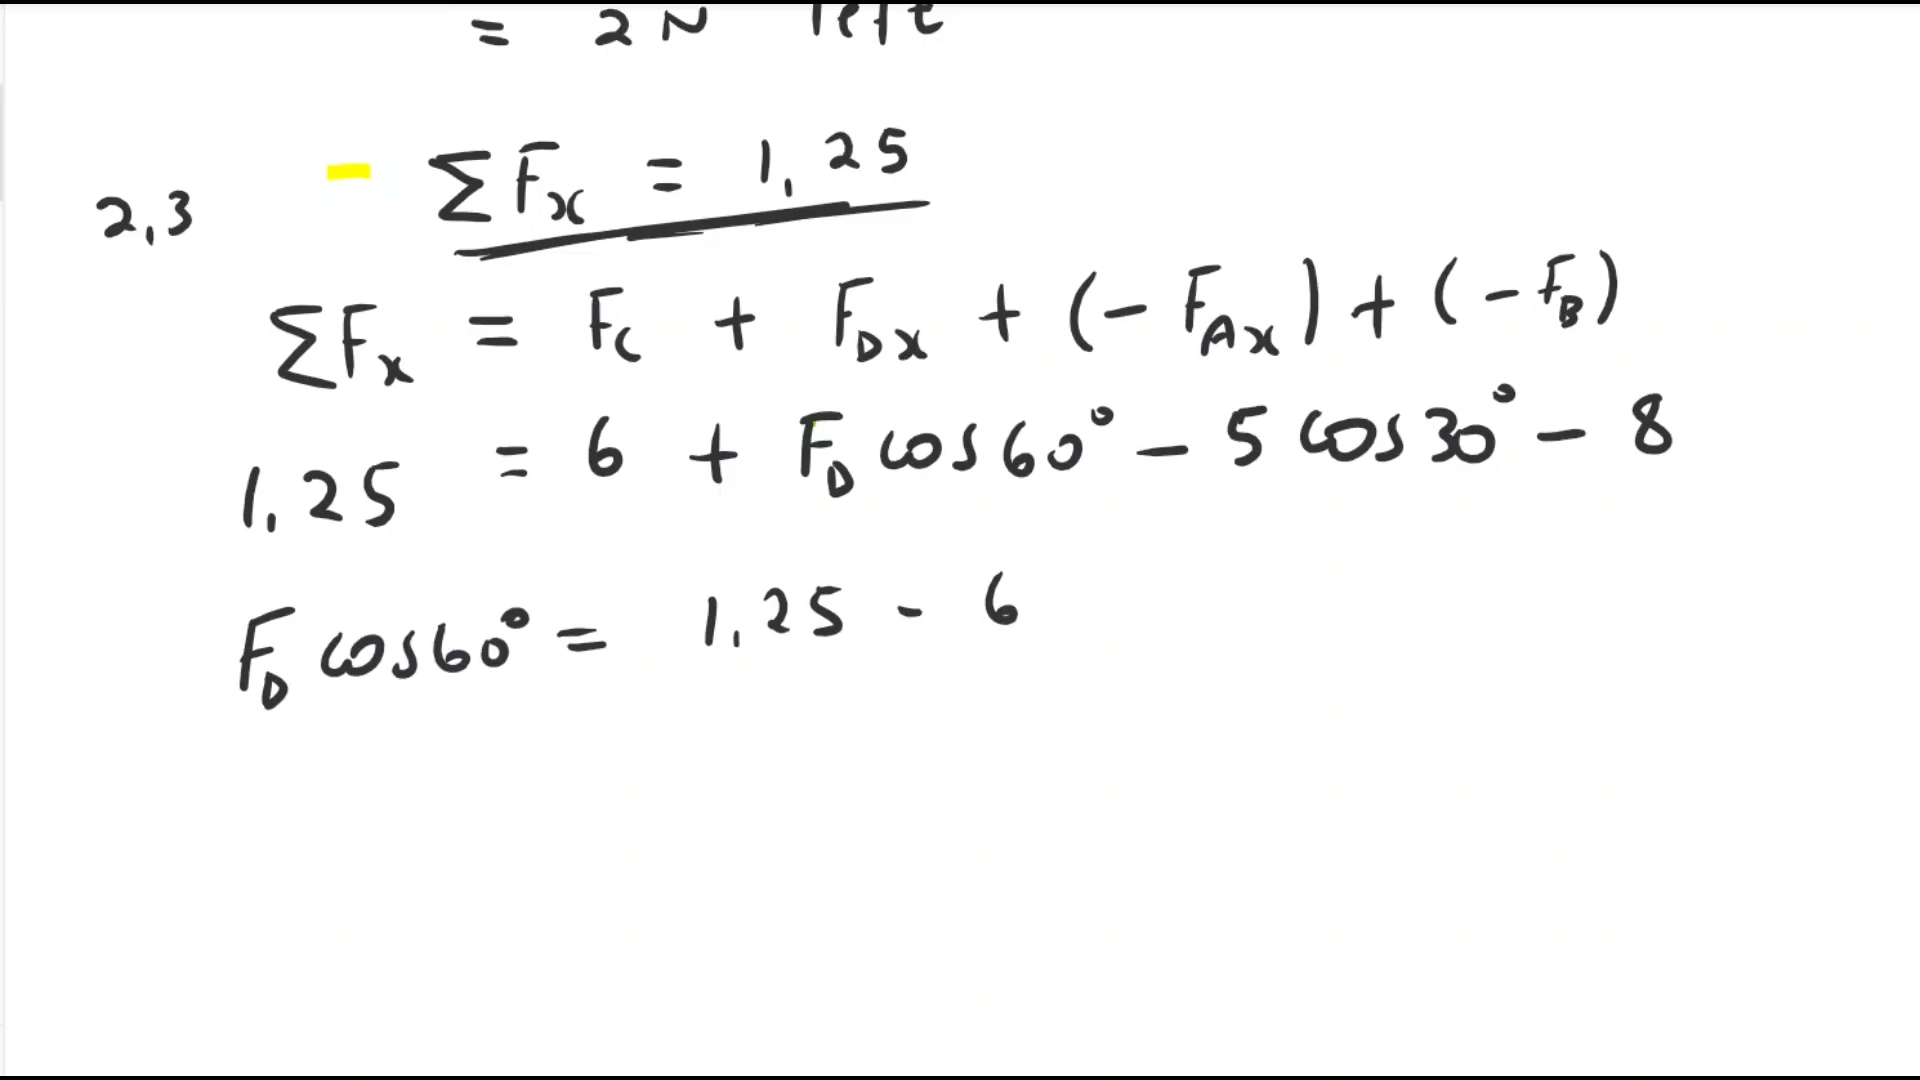 = 2N left
2,3 ΣFx = 1,25
ΣFx = Fc + FDx + (-FAx) + (-FB)
1,25 = 6 + FD cos60° - 5 cos30° - 8
FD cos60° = 1,25 - 6